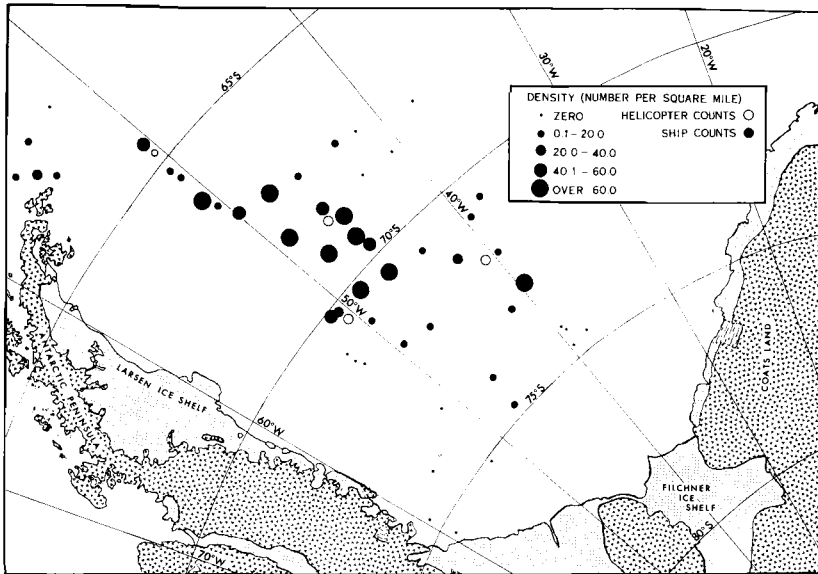 20°W
30°W
65°S
DENSITY (NUMBER PER SQUARE MILE)
ZERO HELICOPTER COUNTS
0.1 – 20.0 SHIP COUNTS
20.0 – 40.0
40.1 – 60.0
OVER 60.0
40°W
70°S
50°W
ANTARCTIC PENINSULA
LARSEN ICE SHELF
COATS LAND
75°S
60°W
FILCHNER
ICE
SHELF
80°S
70°W